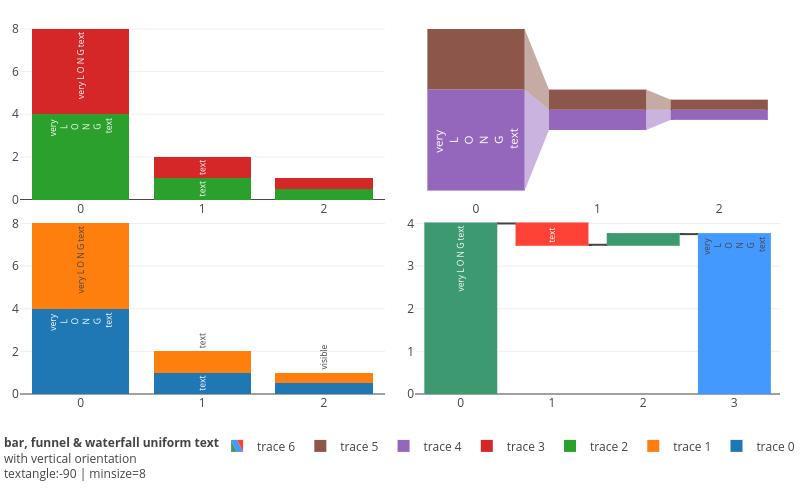 8
6
4
2
0
very L O N G text
very
L
O
N
G
text
text
text
0
1
2
very
L
O
N
G
text
0
1
2
8
6
4
2
0
very L O N G text
very
L
O
N
G
text
text
text
visible
0
1
2
4
3
2
1
0
very L O N G text
text
very
L
O
N
G
text
0
1
2
3
bar, funnel & waterfall uniform text
with vertical orientation
textangle:-90 | minsize=8
trace 6
trace 5
trace 4
trace 3
trace 2
trace 1
trace 0